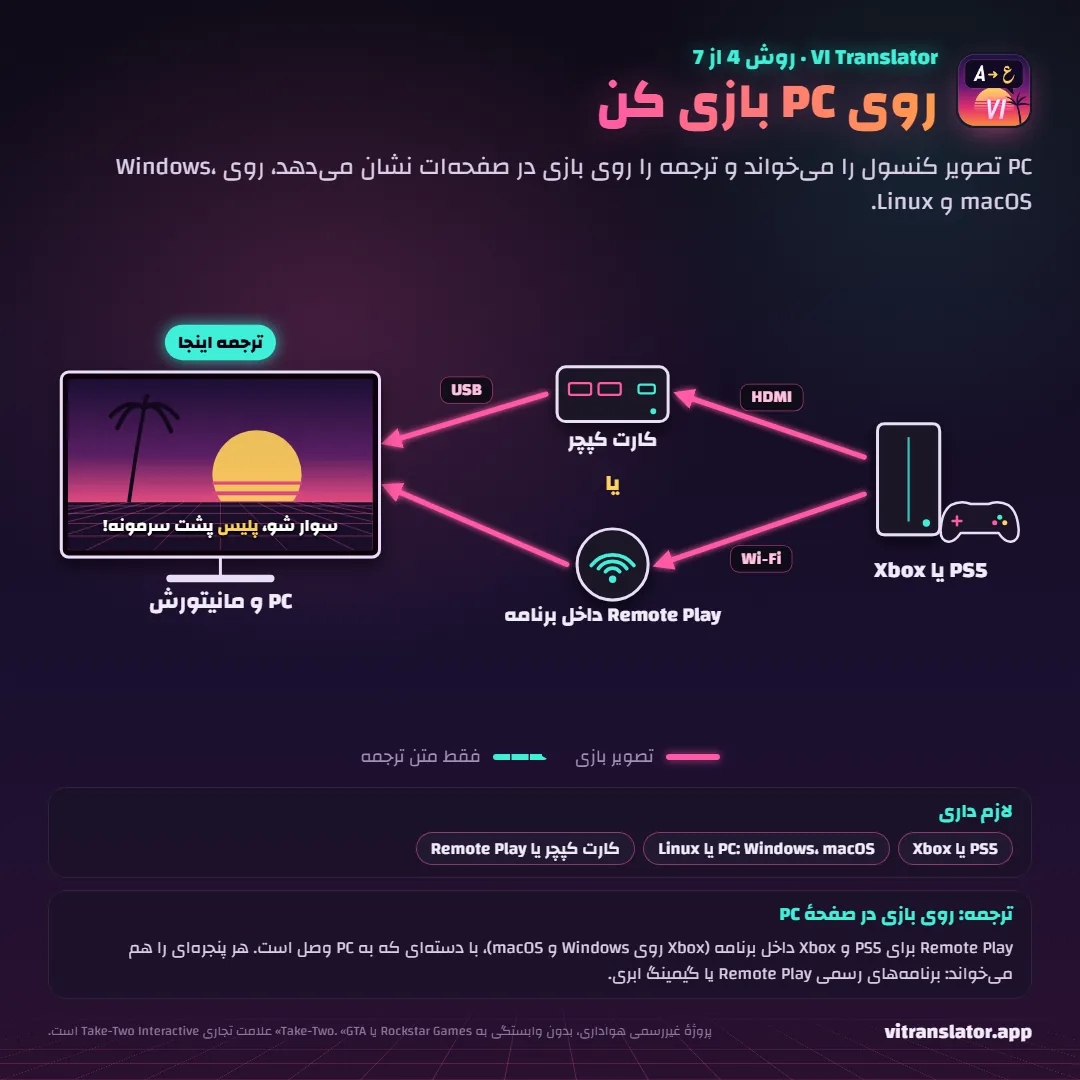 VI Translator · روش 4 از 7
A→ع
VI
روی PC بازی کن
PC تصویر کنسول را می‌خواند و ترجمه را روی بازی در صفحه‌ات نشان می‌دهد، روی Windows،
macOS و Linux.
ترجمه اینجا
USB
HDMI
کارت کپچر
یا
سوار شو، پلیس پشت سرمونه!
Wi-Fi
PS5 یا Xbox
PC و مانیتورش
Remote Play داخل برنامه
تصویر بازی
فقط متن ترجمه
لازم داری
PS5 یا Xbox
PC: Windows، macOS یا Linux
کارت کپچر یا Remote Play
ترجمه: روی بازی در صفحهٔ PC
Remote Play برای PS5 و Xbox داخل برنامه (Xbox روی Windows و macOS)، با دسته‌ای که به PC وصل است. هر پنجره‌ای را هم
می‌خواند: برنامه‌های رسمی Remote Play یا گیمینگ ابری.
vitranslator.app
پروژهٔ غیررسمی هواداری، بدون وابستگی به Rockstar Games یا Take-Two. «GTA» علامت تجاری Take-Two Interactive است.